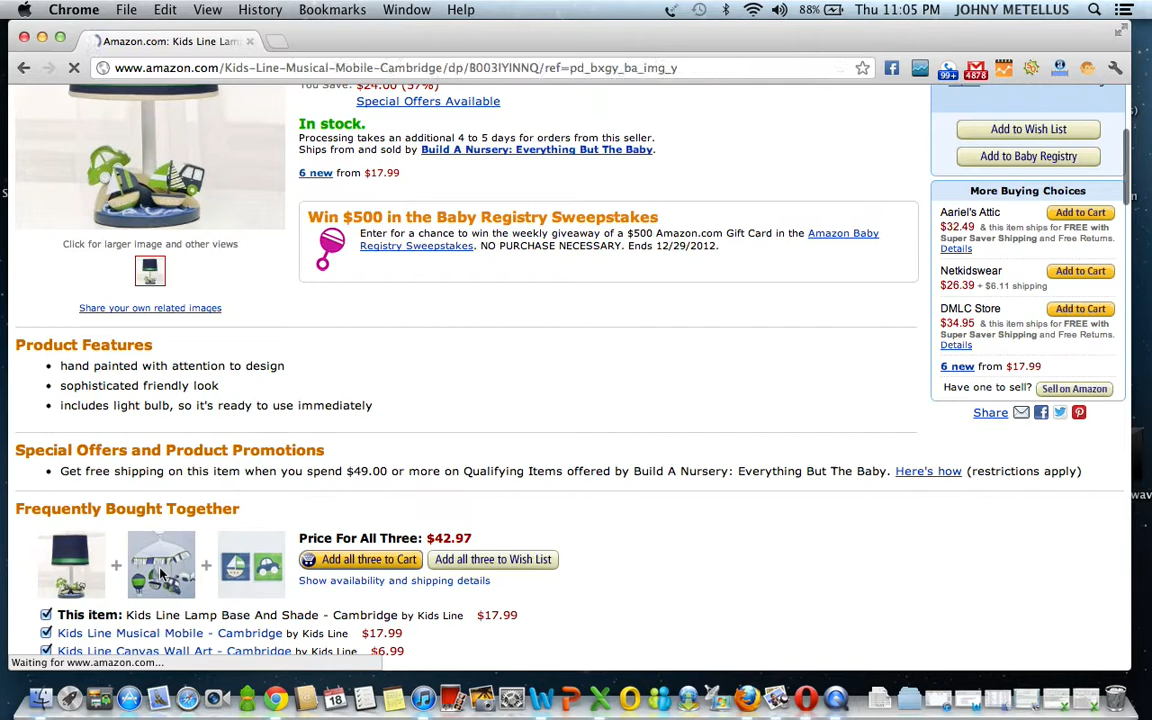 Chrome File Edit View History Bookmarks Window Help 88% Thu 11:05 PM JOHNY METELLUS
Amazon.com: Kids Line Lam
www.amazon.com/Kids-Line-Musical-Mobile-Cambridge/dp/B003IYINNQ/ref=pd_bxgy_ba_img_y
99+ 4878
You Save: $24.00 (57%)
Special Offers Available
In stock.
Processing takes an additional 4 to 5 days for orders from this seller.
Ships from and sold by Build A Nursery: Everything But The Baby.
6 new from $17.99
Win $500 in the Baby Registry Sweepstakes
Enter for a chance to win the weekly giveaway of a $500 Amazon.com Gift Card in the Amazon Baby
Registry Sweepstakes. NO PURCHASE NECESSARY. Ends 12/29/2012.
Click for larger image and other views
Share your own related images
Add to Wish List
Add to Baby Registry
More Buying Choices
Aariel's Attic Add to Cart
$32.49 & this item ships for FREE with
Super Saver Shipping and Free Returns.
Details
Netkidswear Add to Cart
$26.39 + $6.11 shipping
DMLC Store Add to Cart
$34.95 & this item ships for FREE with
Super Saver Shipping and Free Returns.
Details
6 new from $17.99
Have one to sell? Sell on Amazon
Share
Product Features
• hand painted with attention to design
• sophisticated friendly look
• includes light bulb, so it's ready to use immediately
Special Offers and Product Promotions
• Get free shipping on this item when you spend $49.00 or more on Qualifying Items offered by Build A Nursery: Everything But The Baby. Here's how (restrictions apply)
Frequently Bought Together
Price For All Three: $42.97
Add all three to Cart Add all three to Wish List
Show availability and shipping details
This item: Kids Line Lamp Base And Shade - Cambridge by Kids Line $17.99
Kids Line Musical Mobile - Cambridge by Kids Line $17.99
Kids Line Canvas Wall Art - Cambridge by Kids Line $6.99
Waiting for www.amazon.com...